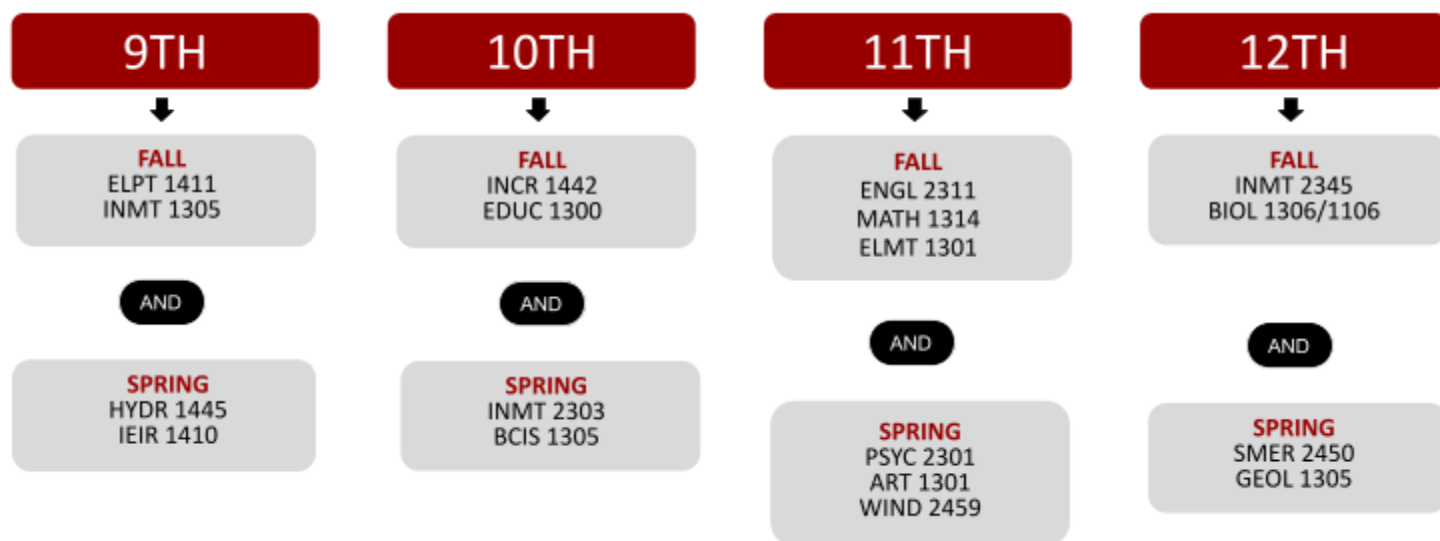 9TH
FALL
ELPT 1411
INMT 1305
AND
SPRING
HYDR 1445
IEIR 1410
10TH
FALL
INCR 1442
EDUC 1300
AND
SPRING
INMT 2303
BCIS 1305
11TH
FALL
ENGL 2311
MATH 1314
ELMT 1301
AND
SPRING
PSYC 2301
ART 1301
WIND 2459
12TH
FALL
INMT 2345
BIOL 1306/1106
AND
SPRING
SMER 2450
GEOL 1305